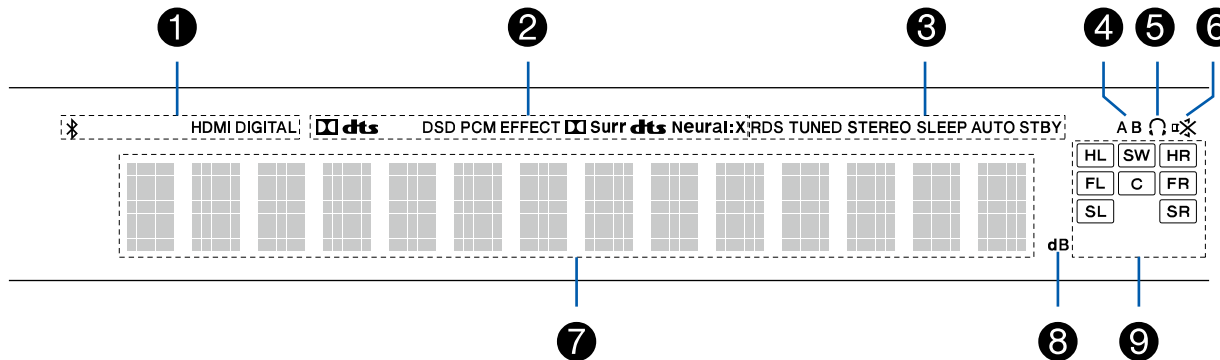 1 2 3 4 5 6
HDMI DIGITAL dts DSD PCM EFFECT Surr dts Neural:X RDS TUNED STEREO SLEEP AUTO STBY A B
HL SW HR
FL C FR
SL SR
dB
7 8 9